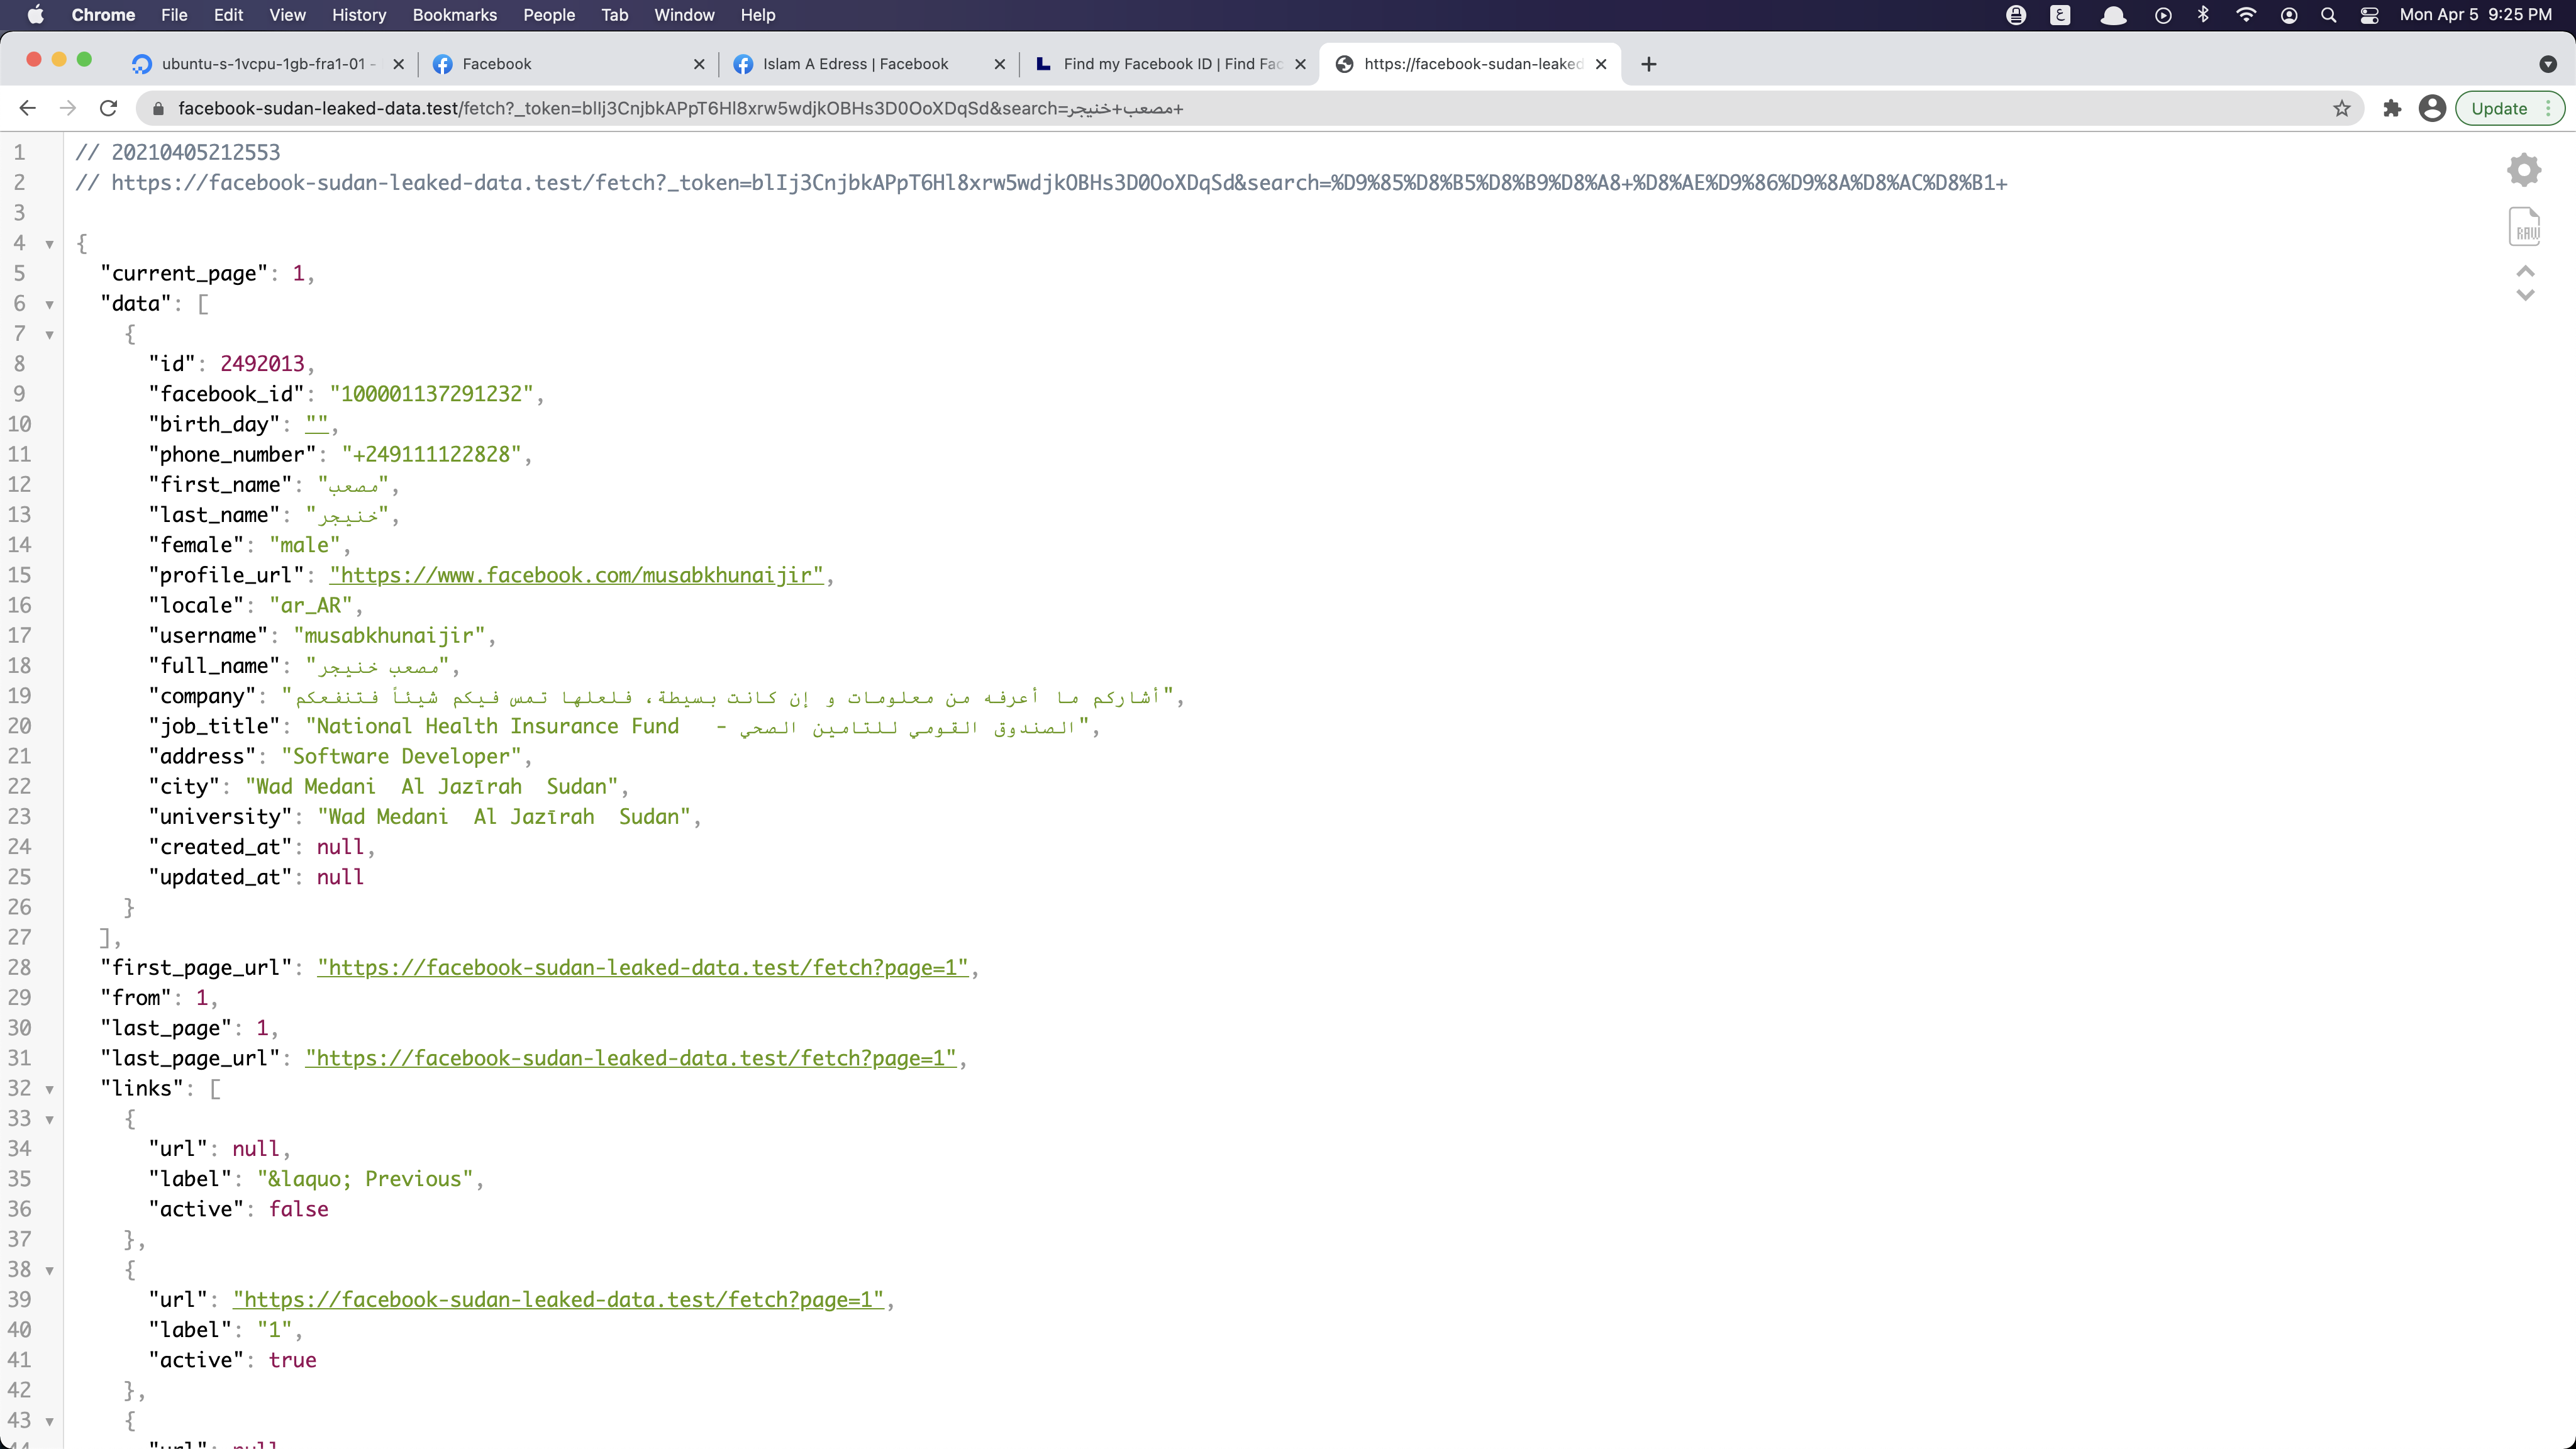 Chrome File Edit View History Bookmarks People Tab Window Help ع Mon Apr 5 9:25 PM
ubuntu-s-1vcpu-1gb-fra1-01 - Facebook Islam A Edress | Facebook Find my Facebook ID | Find Fac https://facebook-sudan-leaked
facebook-sudan-leaked-data.test/fetch?_token=blIj3CnjbkAPpT6Hl8xrw5wdjkOBHs3D0OoXDqSd&search=مصعب+خنيجر+ Update
1 // 20210405212553
2 // https://facebook-sudan-leaked-data.test/fetch?_token=blIj3CnjbkAPpT6Hl8xrw5wdjkOBHs3D0OoXDqSd&search=%D9%85%D8%B5%D8%B9%D8%A8+%D8%AE%D9%86%D9%8A%D8%AC%D8%B1+
RAW
3
4 {
5 "current_page": 1,
6 "data": [
7 {
8 "id": 2492013,
9 "facebook_id": "100001137291232",
10 "birth_day": "",
11 "phone_number": "+249111122828",
12 "first_name": "مصعب",
13 "last_name": "خنيجر",
14 "female": "male",
15 "profile_url": "https://www.facebook.com/musabkhunaijir",
16 "locale": "ar_AR",
17 "username": "musabkhunaijir",
18 "full_name": "مصعب خنيجر",
19 "company": "أشاركم ما أعرفه من معلومات و إن كانت بسيطة، فلعلها تمس فيكم شيئاً فتنفعكم",
20 "job_title": "National Health Insurance Fund - الصندوق القومي للتامين الصحي",
21 "address": "Software Developer",
22 "city": "Wad Medani Al Jazīrah Sudan",
23 "university": "Wad Medani Al Jazīrah Sudan",
24 "created_at": null,
25 "updated_at": null
26 }
27 ],
28 "first_page_url": "https://facebook-sudan-leaked-data.test/fetch?page=1",
29 "from": 1,
30 "last_page": 1,
31 "last_page_url": "https://facebook-sudan-leaked-data.test/fetch?page=1",
32 "links": [
33 {
34 "url": null,
35 "label": "&laquo; Previous",
36 "active": false
37 },
38 {
39 "url": "https://facebook-sudan-leaked-data.test/fetch?page=1",
40 "label": "1",
41 "active": true
42 },
43 {
44 "url": null